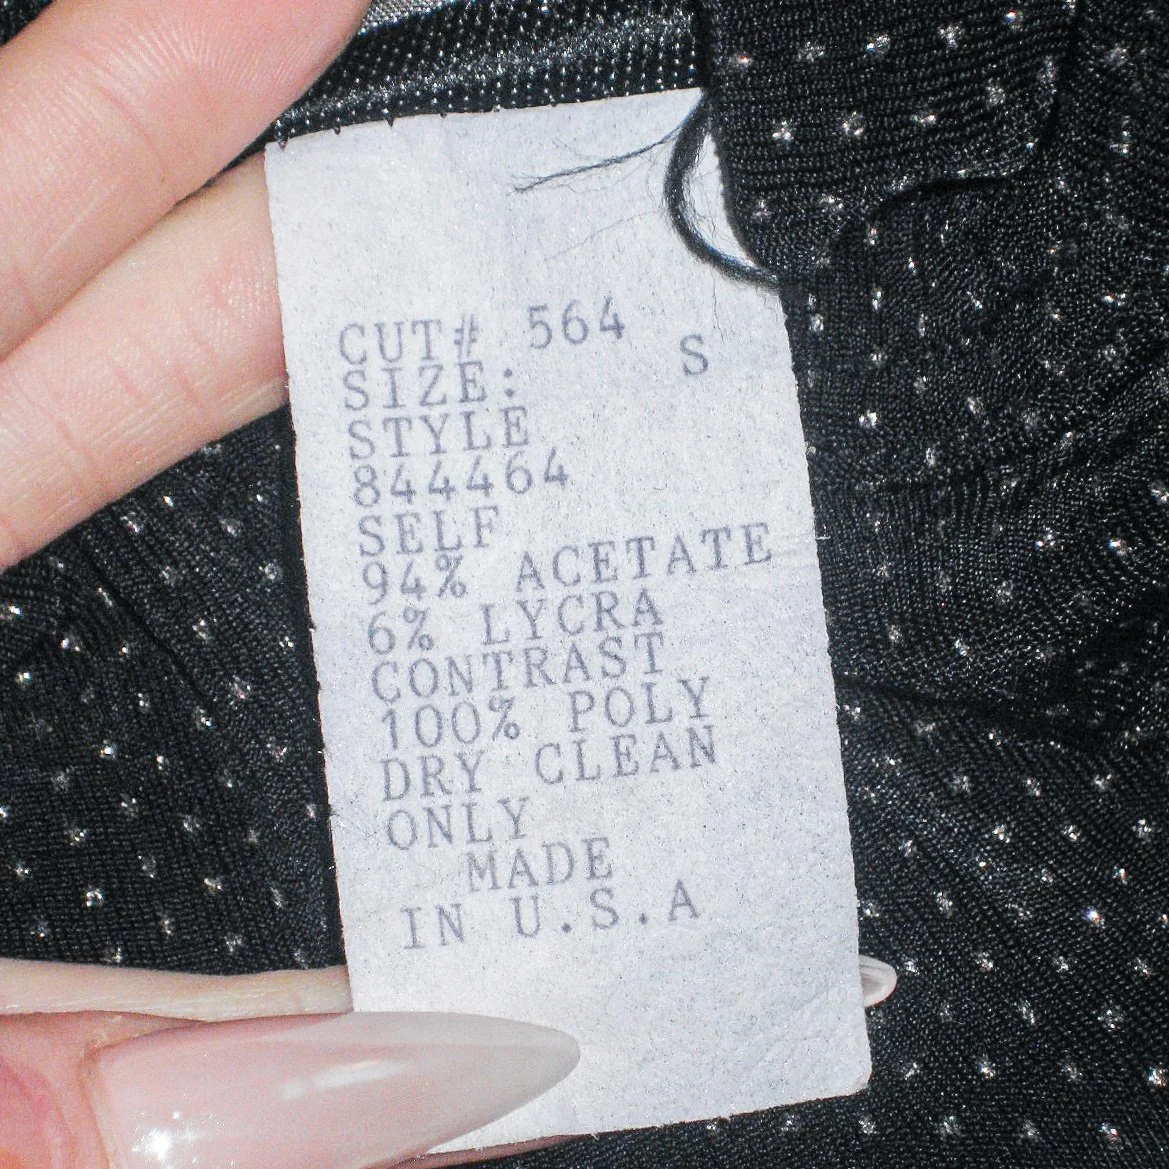 CUT# 564
SIZE: S
STYLE
844464
SELF
94% ACETATE
6% LYCRA
CONTRAST
100% POLY
DRY CLEAN
ONLY
MADE
IN U.S.A